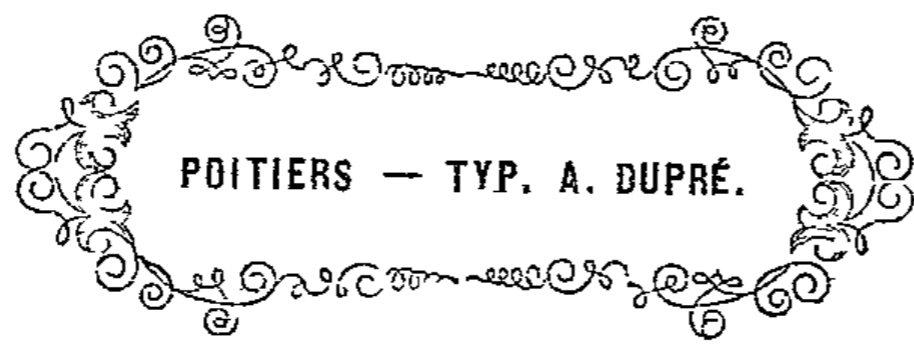 POITIERS — TYP. A. DUPRÉ.